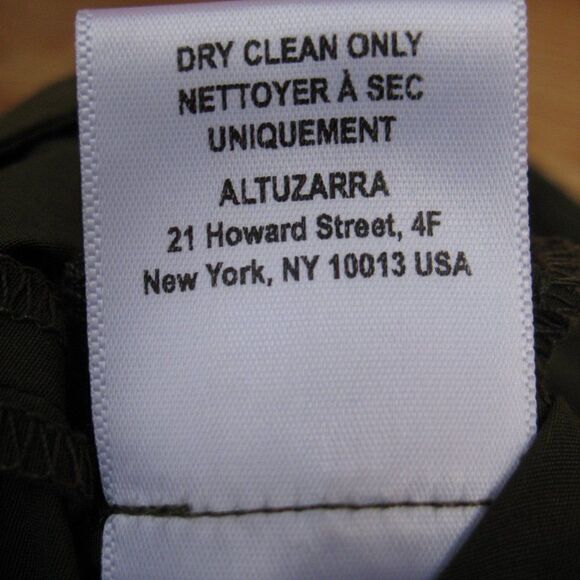 DRY CLEAN ONLY
NETTOYER À SEC
UNIQUEMENT
ALTUZARRA
21 Howard Street, 4F
New York, NY 10013 USA